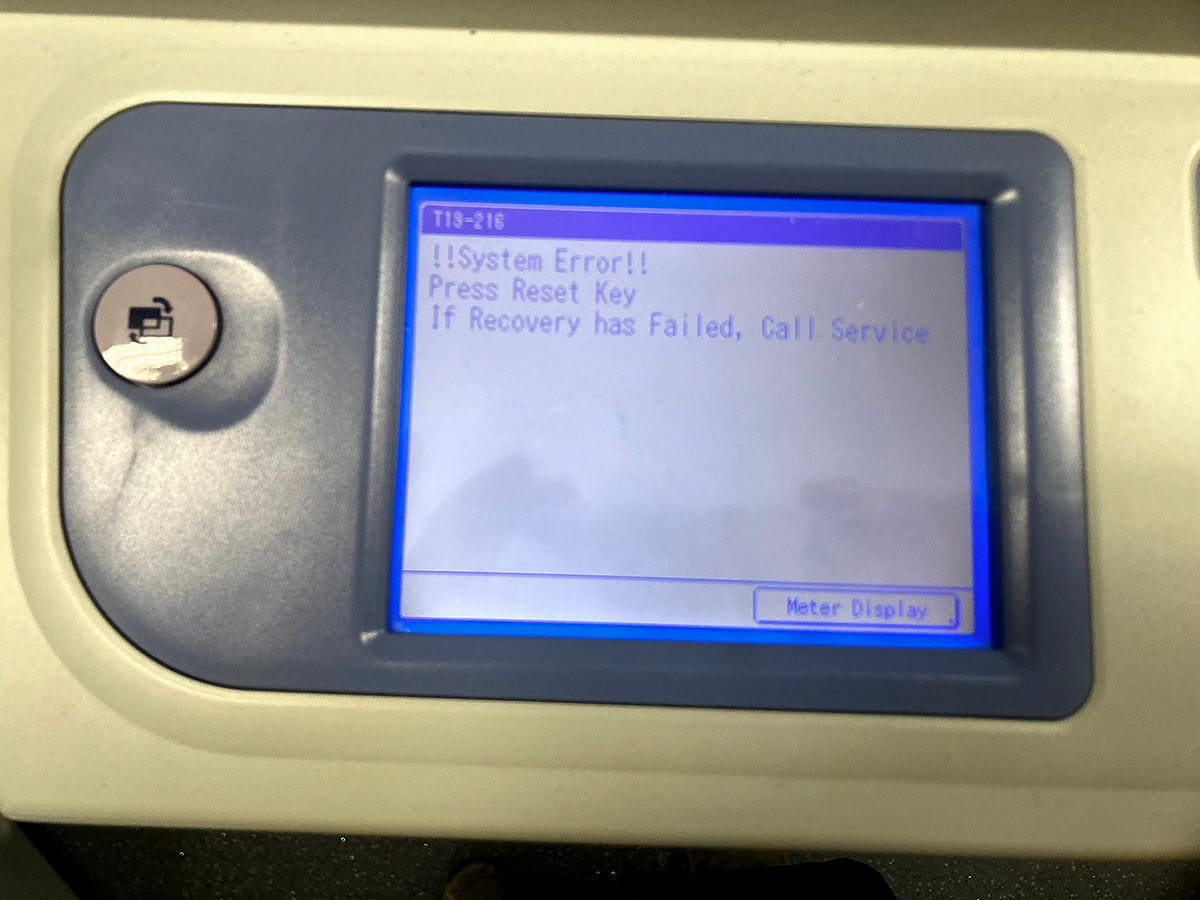 T19-216
!!System Error!!
Press Reset Key
If Recovery has Failed, Call Service
Meter Display